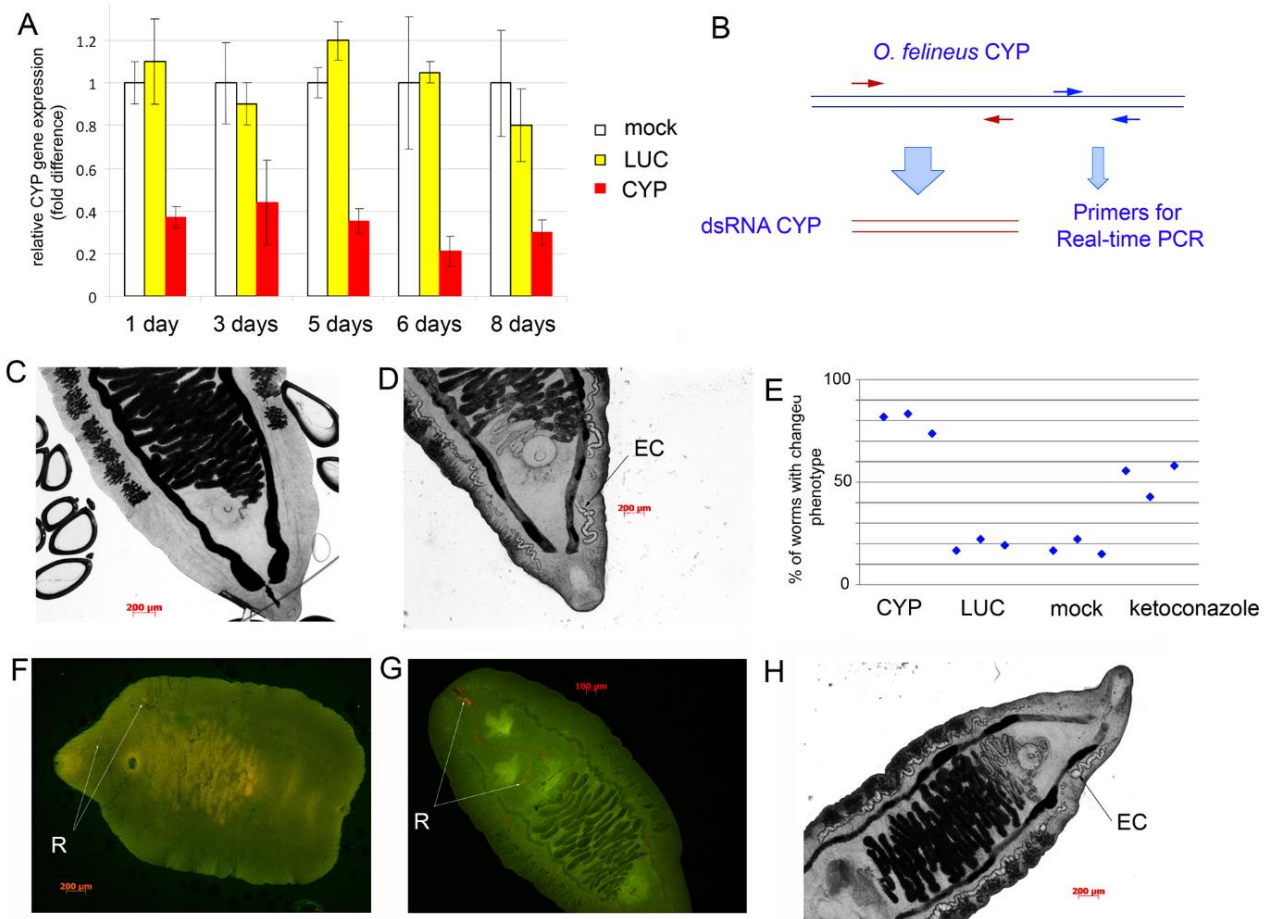 A
relative CYP gene expression
(fold difference)
1.2
1
0.8
0.6
0.4
0.2
0
1 day
3 days
5 days
6 days
8 days
mock
LUC
CYP
B
O. felineus CYP
dsRNA CYP
Primers for
Real-time PCR
C
200 µm
D
EC
200 µm
E
% of worms with changeu
phenotype
100
50
0
CYP
LUC
mock
ketoconazole
F
R
200 µm
G
100 µm
R
H
EC
200 µm